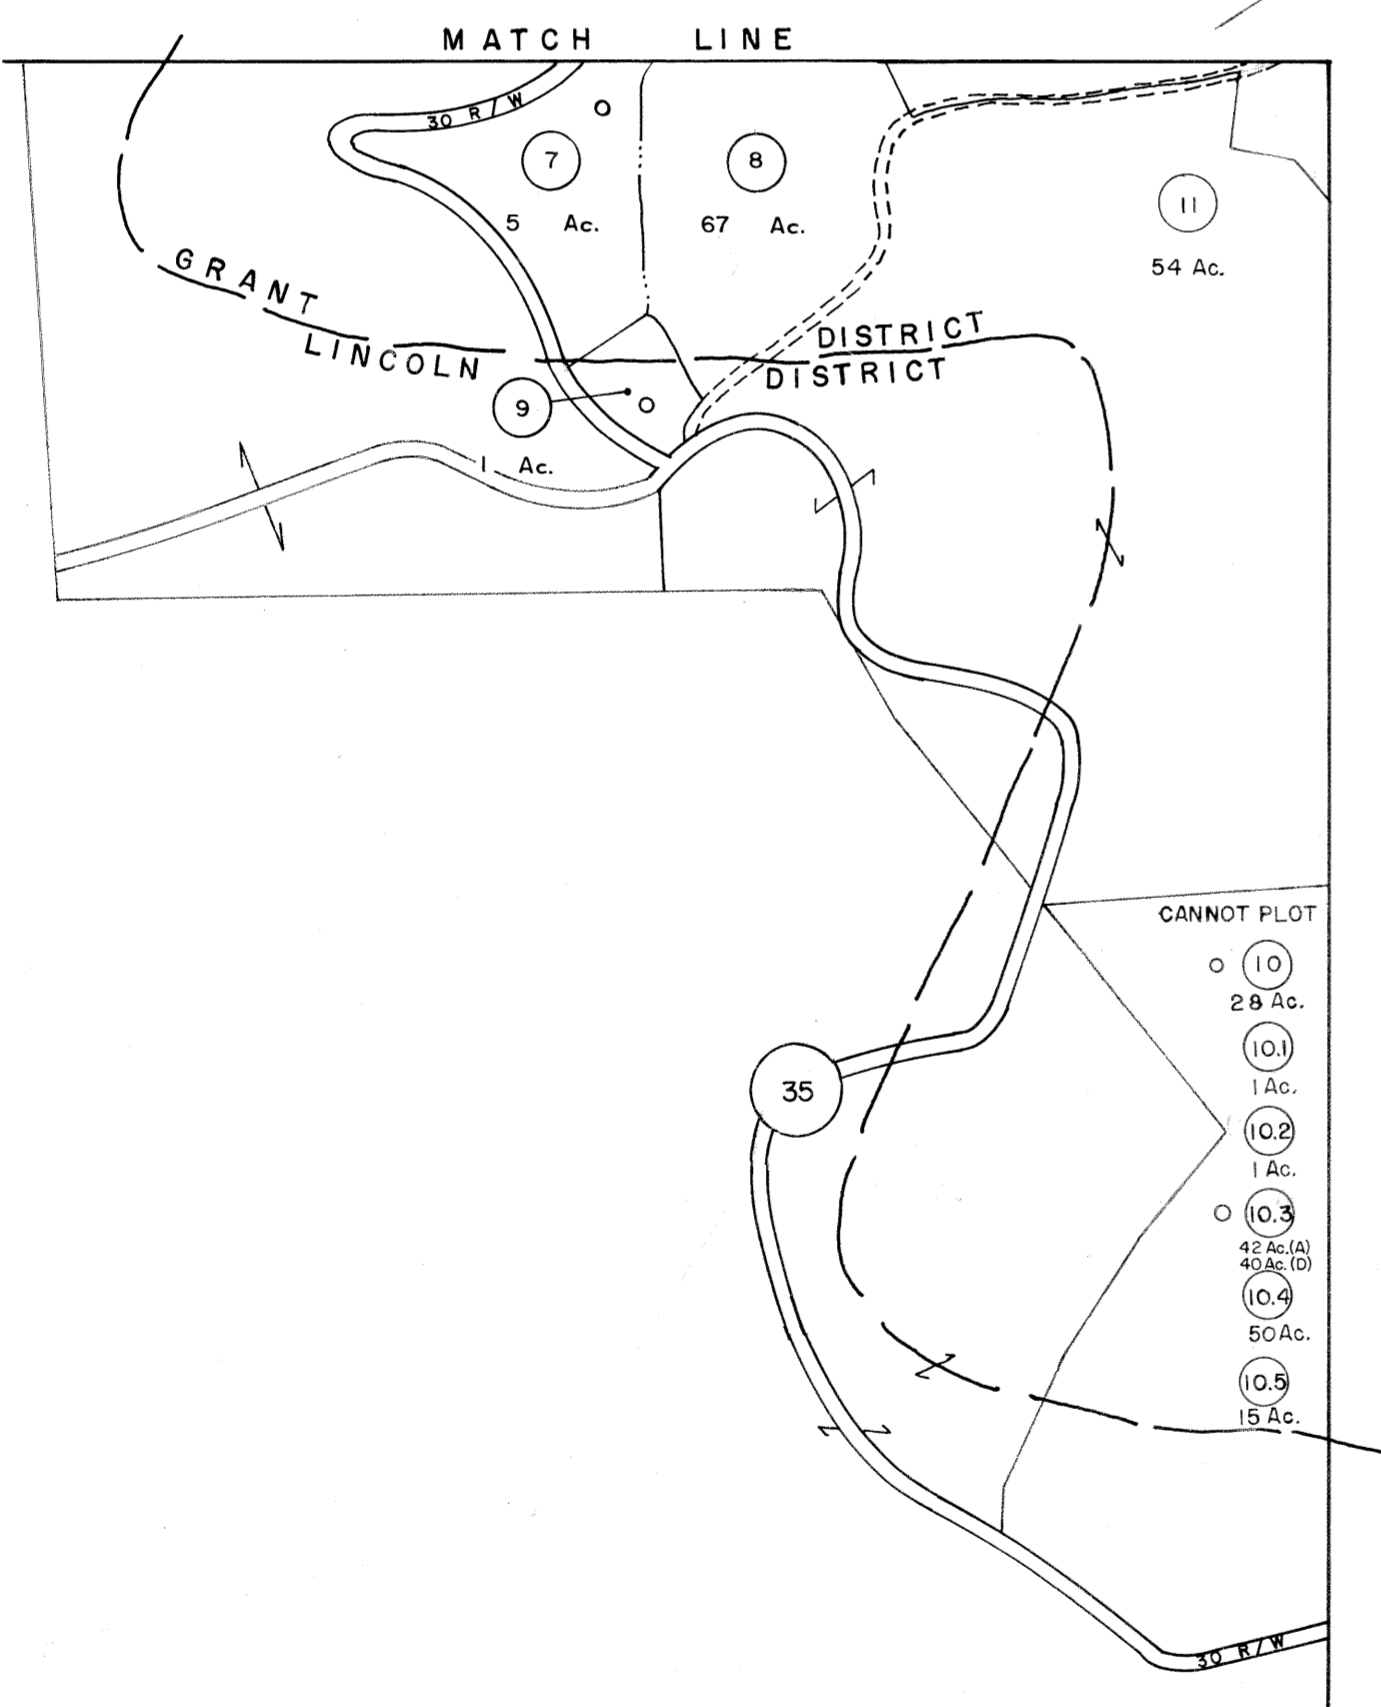 MATCH LINE
30 R/W
7
5 Ac.
8
67 Ac.
11
54 Ac.
GRANT DISTRICT
LINCOLN DISTRICT
9
1 Ac.
CANNOT PLOT
10
28 Ac.
10.1
1 Ac.
10.2
1 Ac.
10.3
42 Ac.(A)
40 Ac.(D)
10.4
50 Ac.
10.5
15 Ac.
35
30 R/W